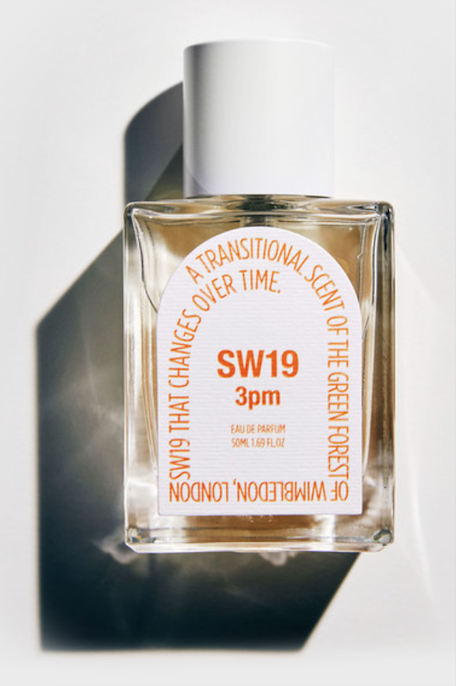 A TRANSITIONAL SCENT OF THE GREEN FOREST
OF WIMBLEDON, LONDON
SW19 THAT CHANGES OVER TIME.
SW19
3pm
EAU DE PARFUM
50ML 1.69 FL.OZ